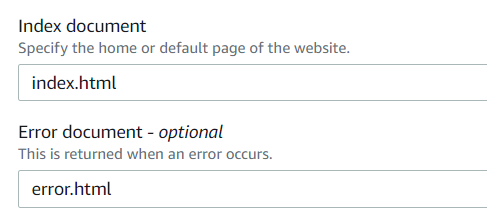 Index document
Specify the home or default page of the website.
index.html
Error document - optional
This is returned when an error occurs.
error.html